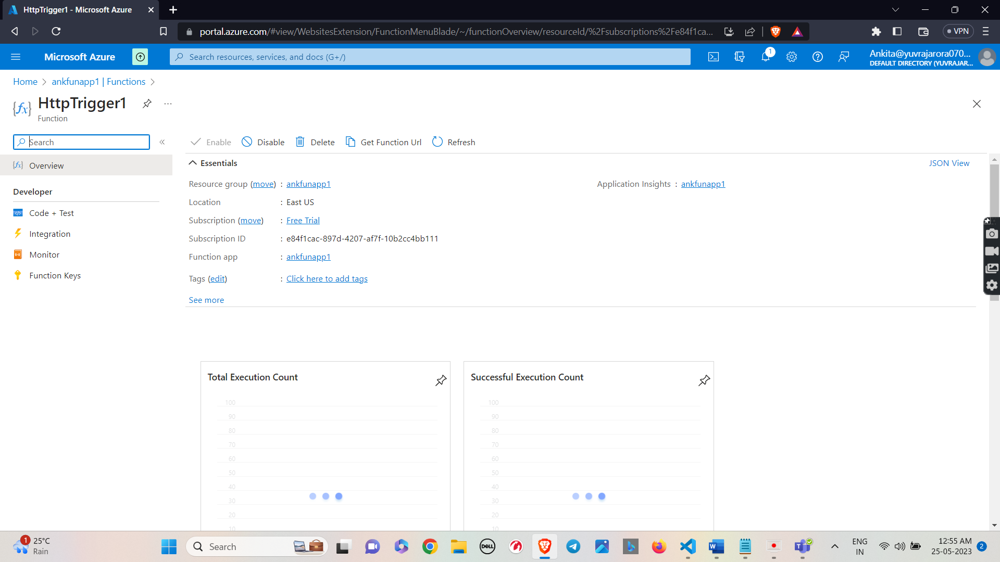 HttpTrigger1 - Microsoft Azure
portal.azure.com/#view/WebsitesExtension/FunctionMenuBlade/~/functionOverview/resourceId/%2Fsubscriptions%2Fe84f1ca...
VPN
Microsoft Azure
Search resources, services, and docs (G+/)
1
Ankita@yuvrajarora070...
DEFAULT DIRECTORY (YUVRAJAR...
Home > ankfunapp1 | Functions >
HttpTrigger1
Function
Search
Enable
Disable
Delete
Get Function Url
Refresh
Overview
Developer
Code + Test
Integration
Monitor
Function Keys
Essentials
JSON View
Resource group (move) : ankfunapp1
Application Insights : ankfunapp1
Location : East US
Subscription (move) : Free Trial
Subscription ID : e84f1cac-897d-4207-af7f-10b2cc4bb111
Function app : ankfunapp1
Tags (edit) : Click here to add tags
See more
Total Execution Count
100
90
80
70
60
50
40
30
20
10
Successful Execution Count
100
90
80
70
60
50
40
30
20
10
1
25°C
Rain
Search
DELL
ENG
IN
12:55 AM
25-05-2023
2